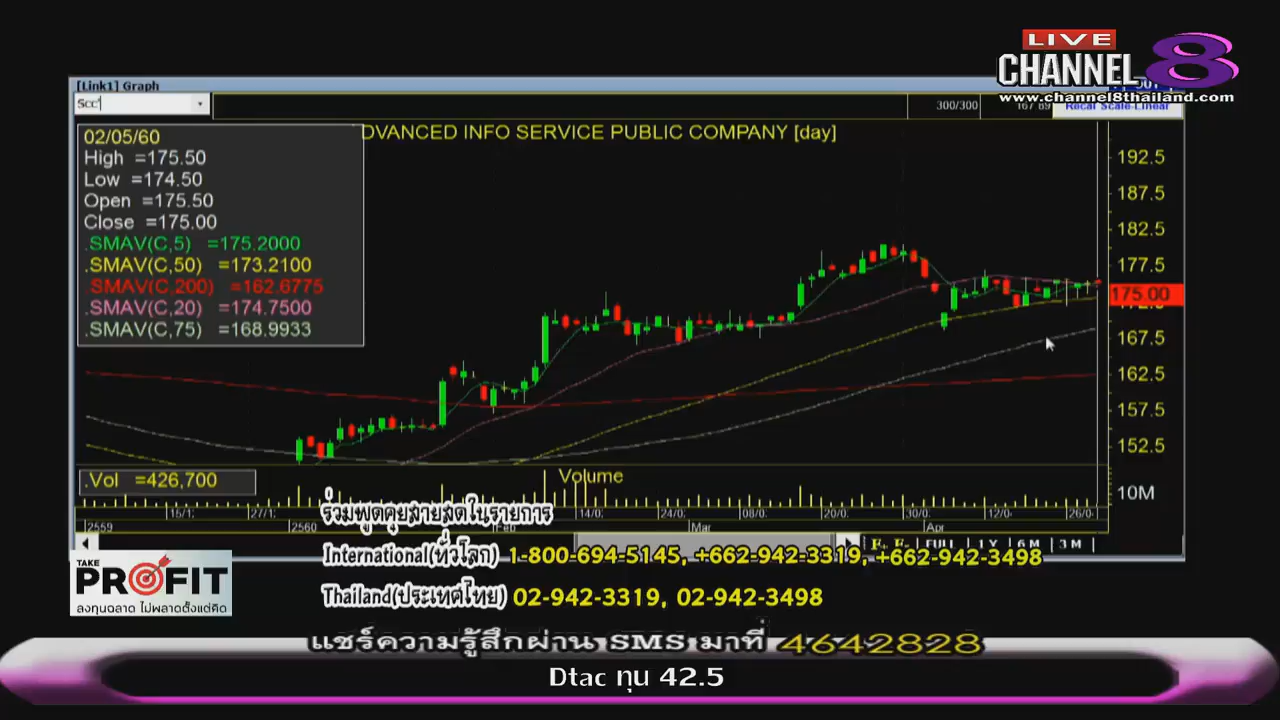 LIVE
CHANNEL 8
www.channel8thailand.com
[Link1] Graph
Scc
300/300
Recal Scale-Linear
DVANCED INFO SERVICE PUBLIC COMPANY [day]
02/05/60
High =175.50
Low =174.50
Open =175.50
Close =175.00
.SMAV(C,5) =175.2000
.SMAV(C,50) =173.2100
.SMAV(C,200) =162.6775
.SMAV(C,20) =174.7500
.SMAV(C,75) =168.9933
192.5
187.5
182.5
177.5
175.00
167.5
162.5
157.5
152.5
.Vol =426,700
Volume
10M
16/1: 27/1: 14/0. 24/0. 08/0. 20/0. 30/0: 12/0: 26/0.
2559 2560 Feb Mar Apr
FULL 1 Y 6 M 3 M
ร่วมพูดคุยสายสดในรายการ
International(ทั่วโลก) 1-800-694-5145, +662-942-3319, +662-942-3498
Thailand(ประเทศไทย) 02-942-3319, 02-942-3498
TAKE
PROFIT
ลงทุนฉลาด ไม่พลาดตั้งแต่คิด
แชร์ความรู้สึกผ่าน SMS มาที่ 4642828
Dtac ทุน 42.5